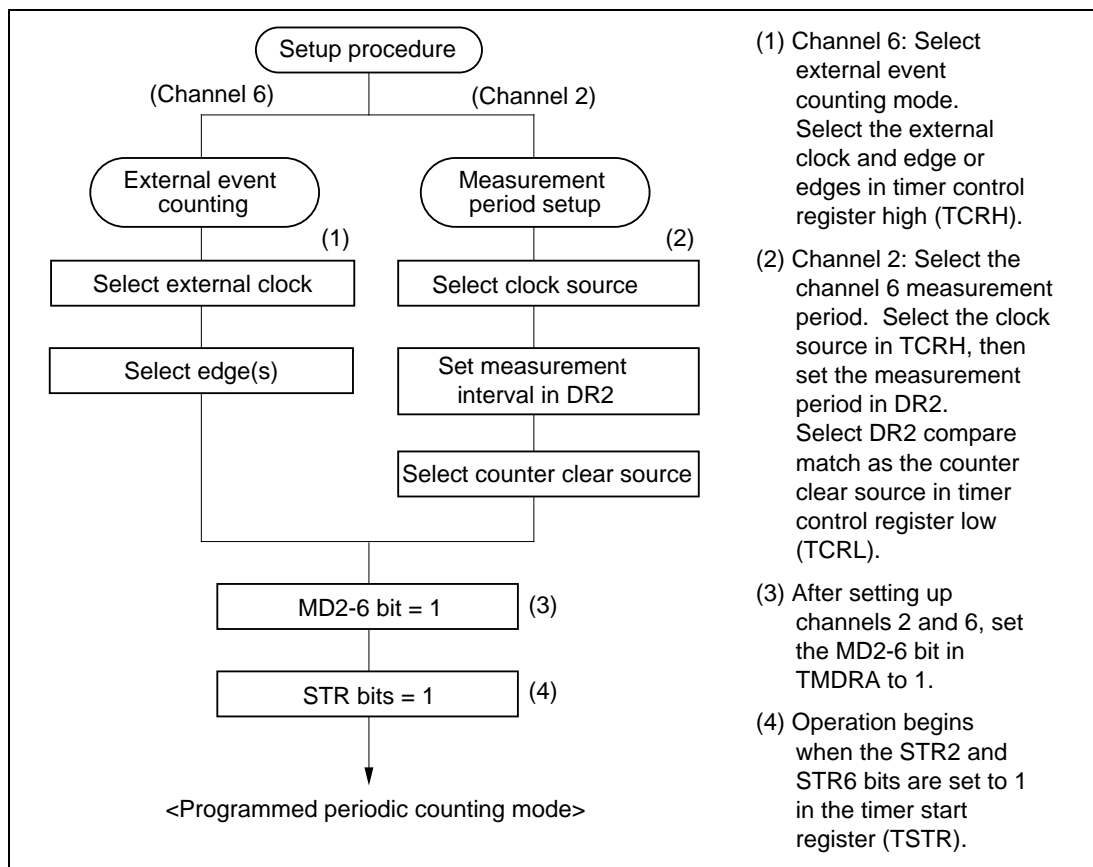 Setup procedure
(Channel 6)
(Channel 2)
External event
counting
Measurement
period setup
(1)
(2)
Select external clock
Select clock source
Select edge(s)
Set measurement
interval in DR2
Select counter clear source
MD2-6 bit = 1
(3)
STR bits = 1
(4)
<Programmed periodic counting mode>
(1) Channel 6: Select
external event
counting mode.
Select the external
clock and edge or
edges in timer control
register high (TCRH).
(2) Channel 2: Select the
channel 6 measurement
period.  Select the clock
source in TCRH, then
set the measurement
period in DR2.
Select DR2 compare
match as the counter
clear source in timer
control register low
(TCRL).
(3) After setting up
channels 2 and 6, set
the MD2-6 bit in
TMDRA to 1.
(4) Operation begins
when the STR2 and
STR6 bits are set to 1
in the timer start
register (TSTR).